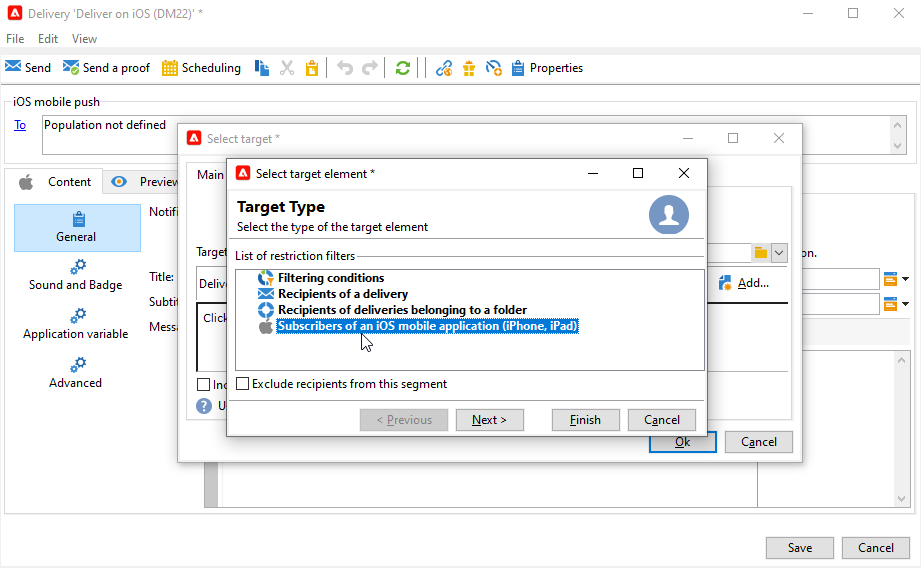 Delivery 'Deliver on iOS (DM22)' *
File Edit View
Send Send a proof Scheduling Properties
iOS mobile push
To Population not defined
Select target *
Main
Select target element *
Target Type
Select the type of the target element
List of restriction filters
Filtering conditions
Recipients of a delivery
Recipients of deliveries belonging to a folder
Subscribers of an iOS mobile application (iPhone, iPad)
Exclude recipients from this segment
< Previous Next > Finish Cancel
Content Preview
General
Sound and Badge
Application variable
Advanced
Notifi
Title:
Subtit
Messa
Target
Delive
Click
Inc
U
Add...
on.
Ok Cancel
Save Cancel